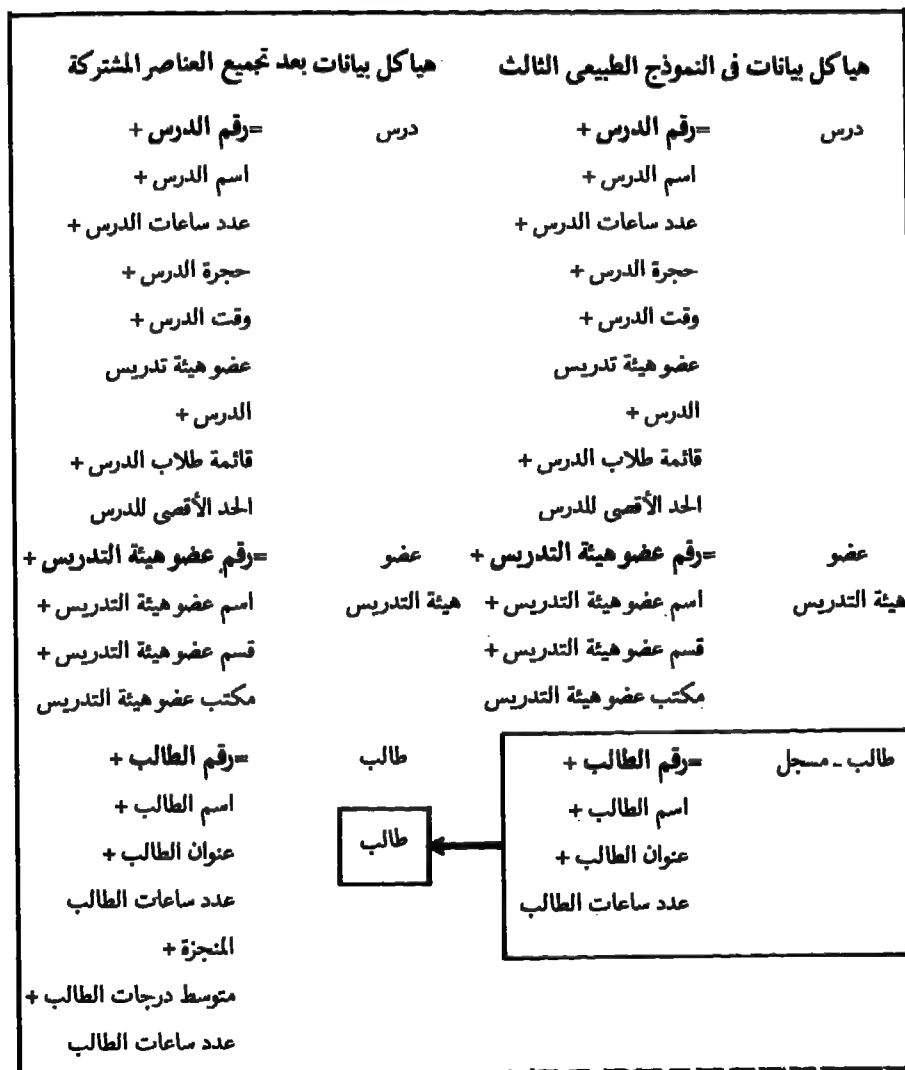 هياكل بيانات فى النموذج الطبيعى الثالث هياكل بيانات بعد تجميع العناصر المشتركة
درس =رقم الدرس + درس =رقم الدرس +
اسم الدرس + اسم الدرس +
عدد ساعات الدرس + عدد ساعات الدرس +
حجرة الدرس + حجرة الدرس +
وقت الدرس + وقت الدرس +
عضو هيئة تدريس عضو هيئة تدريس
الدرس + الدرس +
قائمة طلاب الدرس + قائمة طلاب الدرس +
الحد الأقصى للدرس الحد الأقصى للدرس
عضو =رقم عضو هيئة التدريس + عضو =رقم عضو هيئة التدريس +
هيئة التدريس اسم عضو هيئة التدريس + هيئة التدريس اسم عضو هيئة التدريس +
قسم عضو هيئة التدريس + قسم عضو هيئة التدريس +
مكتب عضو هيئة التدريس مكتب عضو هيئة التدريس
طالب - مسجل =رقم الطالب + طالب =رقم الطالب +
اسم الطالب + اسم الطالب +
عنوان الطالب + طالب عنوان الطالب +
عدد ساعات الطالب عدد ساعات الطالب
المنجزة +
متوسط درجات الطالب +
عدد ساعات الطالب